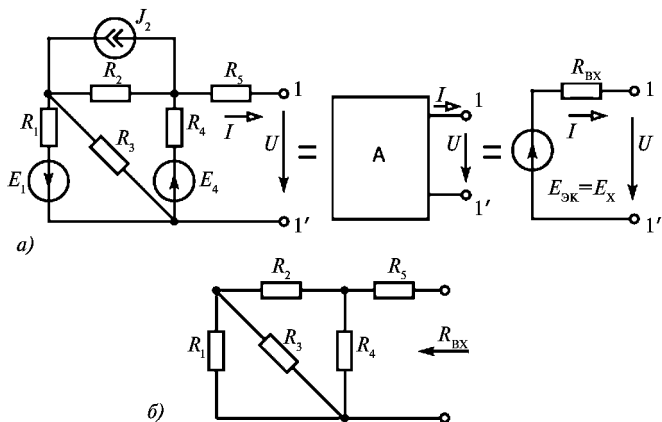 J₂
R₂
R₅
1
R₁
R₃
R₄
I
U
E₁
E₄
1′
а)
=
A
I
1
U
1′
=
Rвх
1
I
U
Eэк=Eх
1′
R₂
R₅
R₁
R₃
R₄
Rвх
б)